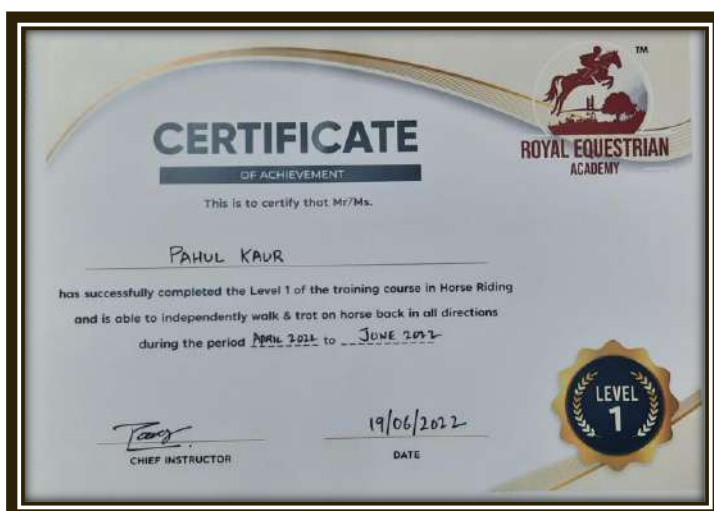 TM
ROYAL EQUESTRIAN
ACADEMY
CERTIFICATE
OF ACHIEVEMENT
This is to certify that Mr/Ms.
PAHUL KAUR
has successfully completed the Level 1 of the training course in Horse Riding
and is able to independently walk & trot on horse back in all directions
during the period APRIL 2022 to JUNE 2022
LEVEL
1
19/06/2022
CHIEF INSTRUCTOR
DATE